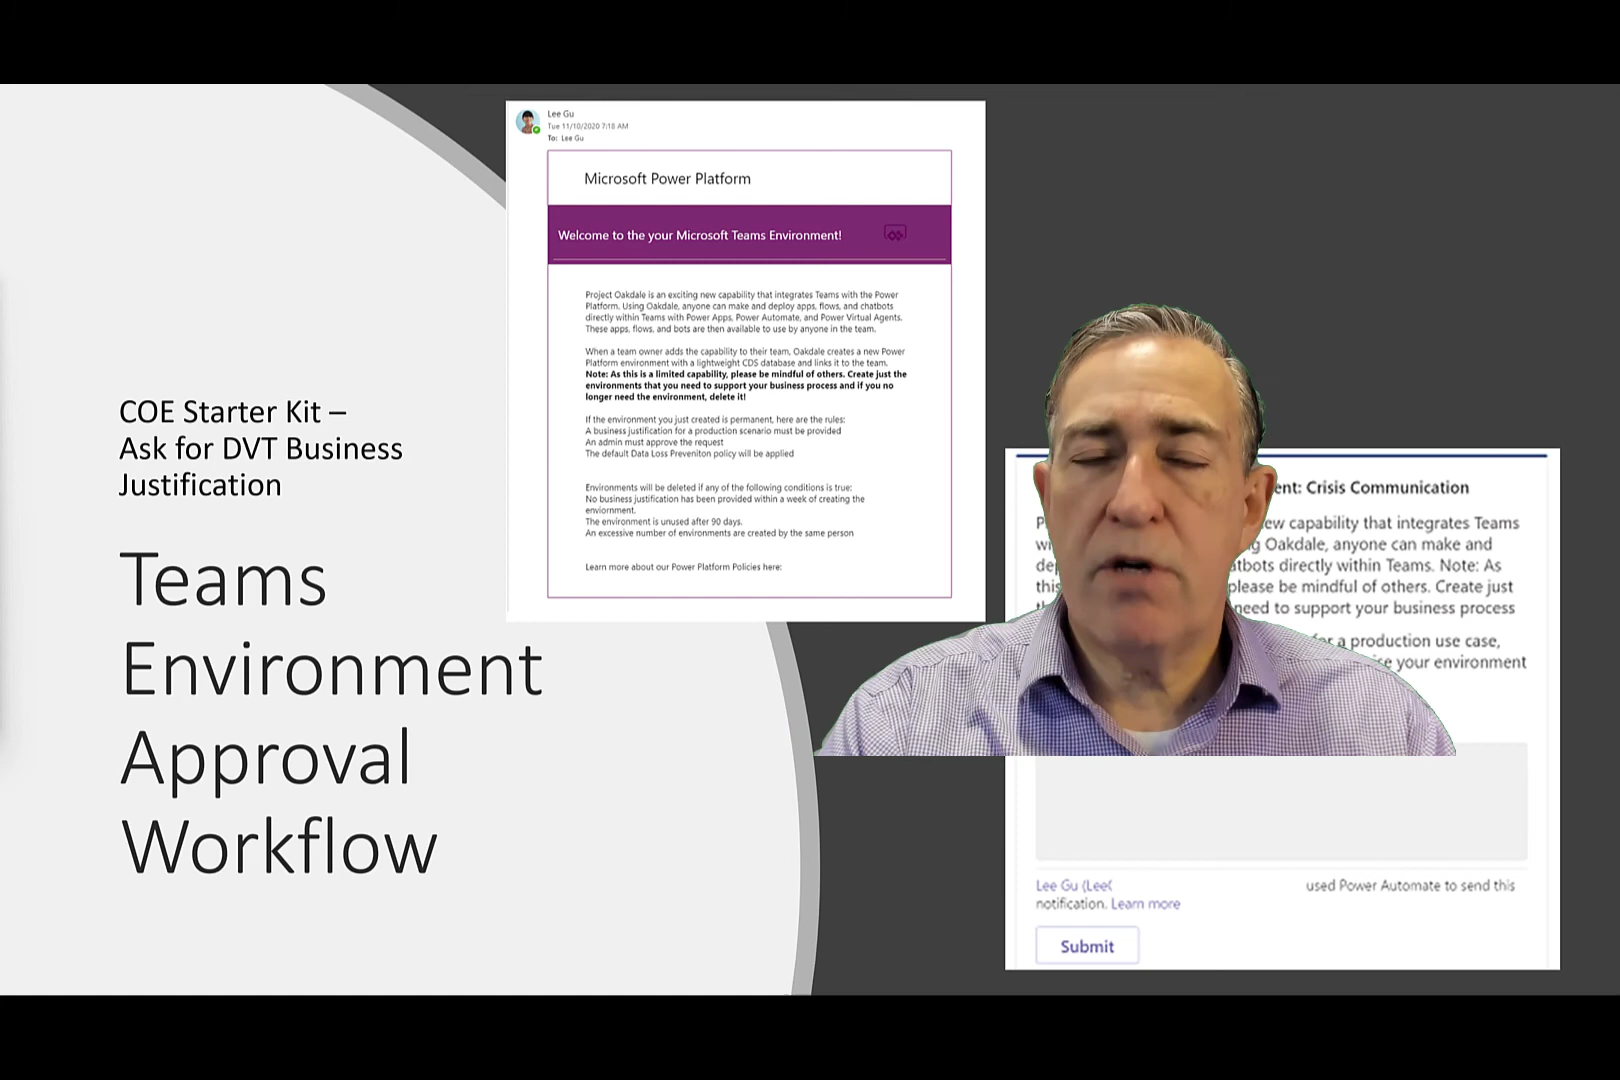 COE Starter Kit –
Ask for DVT Business
Justification
Teams
Environment
Approval
Workflow
Lee Gu
Tue 11/10/2020 7:18 AM
To: Lee Gu
Microsoft Power Platform
Welcome to the your Microsoft Teams Environment!
Project Oakdale is an exciting new capability that integrates Teams with the Power
Platform. Using Oakdale, anyone can make and deploy apps, flows, and chatbots
directly within Teams with Power Apps, Power Automate, and Power Virtual Agents.
These apps, flows, and bots are then available to use by anyone in the team.
When a team owner adds the capability to their team, Oakdale creates a new Power
Platform environment with a lightweight CDS database and links it to the team.
Note: As this is a limited capability, please be mindful of others. Create just the
environments that you need to support your business process and if you no
longer need the environment, delete it!
If the environment you just created is permanent, here are the rules:
A business justification for a production scenario must be provided
An admin must approve the request
The default Data Loss Preveniton policy will be applied
Environments will be deleted if any of the following conditions is true:
No business justification has been provided within a week of creating the
enviornment.
The environment is unused after 90 days.
An excessive number of environments are created by the same person
Learn more about our Power Platform Policies here:
ent: Crisis Communication
ew capability that integrates Teams
g Oakdale, anyone can make and
atbots directly within Teams. Note: As
this please be mindful of others. Create just
need to support your business process
a production use case,
your environment
Lee Gu (Lee used Power Automate to send this
notification. Learn more
Submit